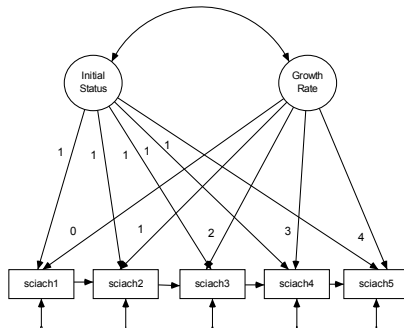 Initial
Status
Growth
Rate
1
1
1
1
1
0
1
2
3
4
sciach1
sciach2
sciach3
sciach4
sciach5